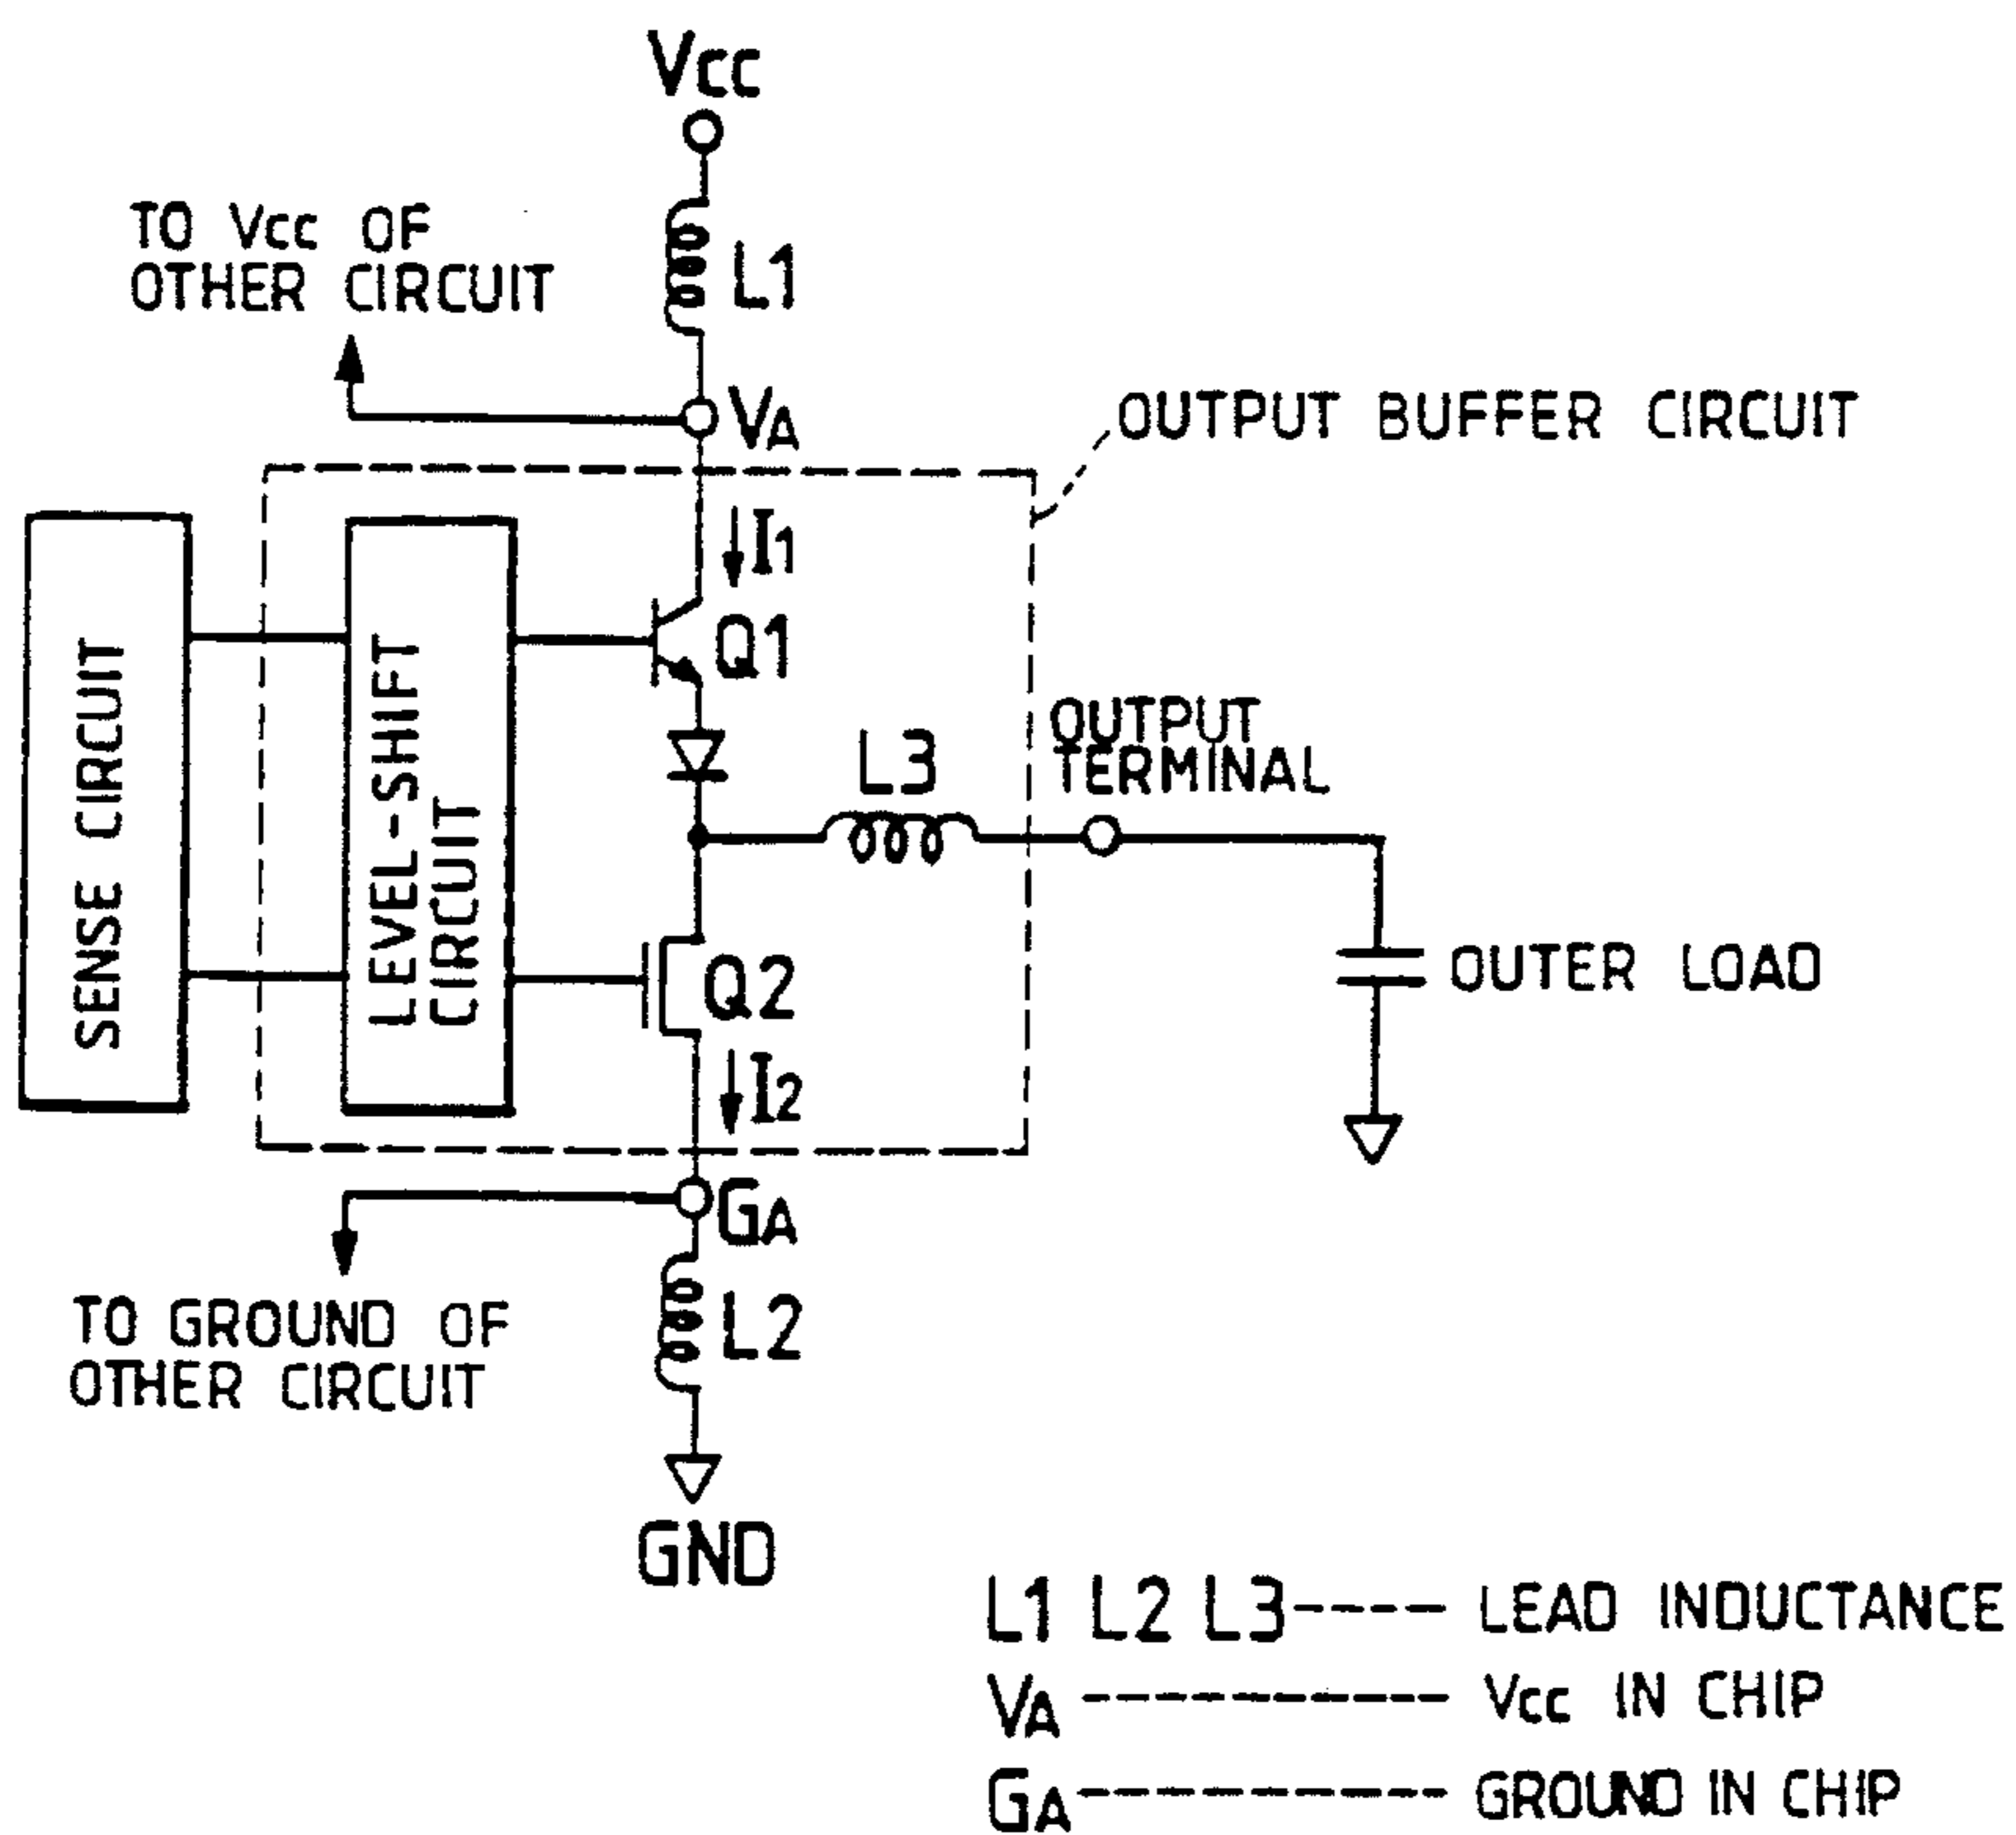 Vcc
TO Vcc OF
OTHER CIRCUIT
L1
VA
OUTPUT BUFFER CIRCUIT
I1
Q1
SENSE CIRCUIT
LEVEL-SHIFT
CIRCUIT
L3
OUTPUT
TERMINAL
Q2
OUTER LOAD
I2
GA
TO GROUND OF
OTHER CIRCUIT
L2
GND
L1 L2 L3 ---- LEAD INDUCTANCE
VA ---------- Vcc IN CHIP
GA ---------- GROUND IN CHIP